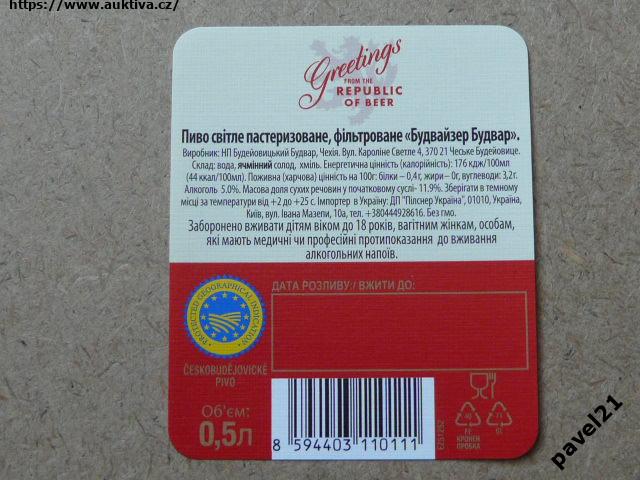 https://www.auktiva.cz/
Greetings
FROM THE
REPUBLIC
OF BEER
Пиво світле пастеризоване, фільтроване «Будвайзер Будвар».
Виробник: НП Будейовицький Будвар, Чехія. Вул. Кароліне Светле 4, 370 21 Чеське Будейовице.
Склад: вода, ячмінний солод, хміль. Енергетична цінність (калорійність): 176 кДж/100мл
(44 ккал/100мл). Поживна (харчова) цінність на 100г: білки – 0,4г, жири – 0г, вуглеводи: 3,2г.
Алкоголь 5.0%. Масова доля сухих речовин у початковому суслі- 11.9%. Зберігати в темному
місці за температури від +2 до +25 с. Імпортер в Україну: ДП "Пілснер Україна", 01010, Україна,
Київ, вул. Івана Мазепи, 10а, тел. +380444928616. Без гмо.
Заборонено вживати дітям віком до 18 років, вагітним жінкам, особам,
які мають медичні чи професійні протипоказання до вживання
алкогольних напоїв.
PROTECTED GEOGRAPHICAL INDICATION
ČESKOBUDĚJOVICKÉ
PIVO
ДАТА РОЗЛИВУ:/ ВЖИТИ ДО:
Об'єм:
0,5л
8 594403 110111
КРОНЕН
ПРОБКА
pavel21